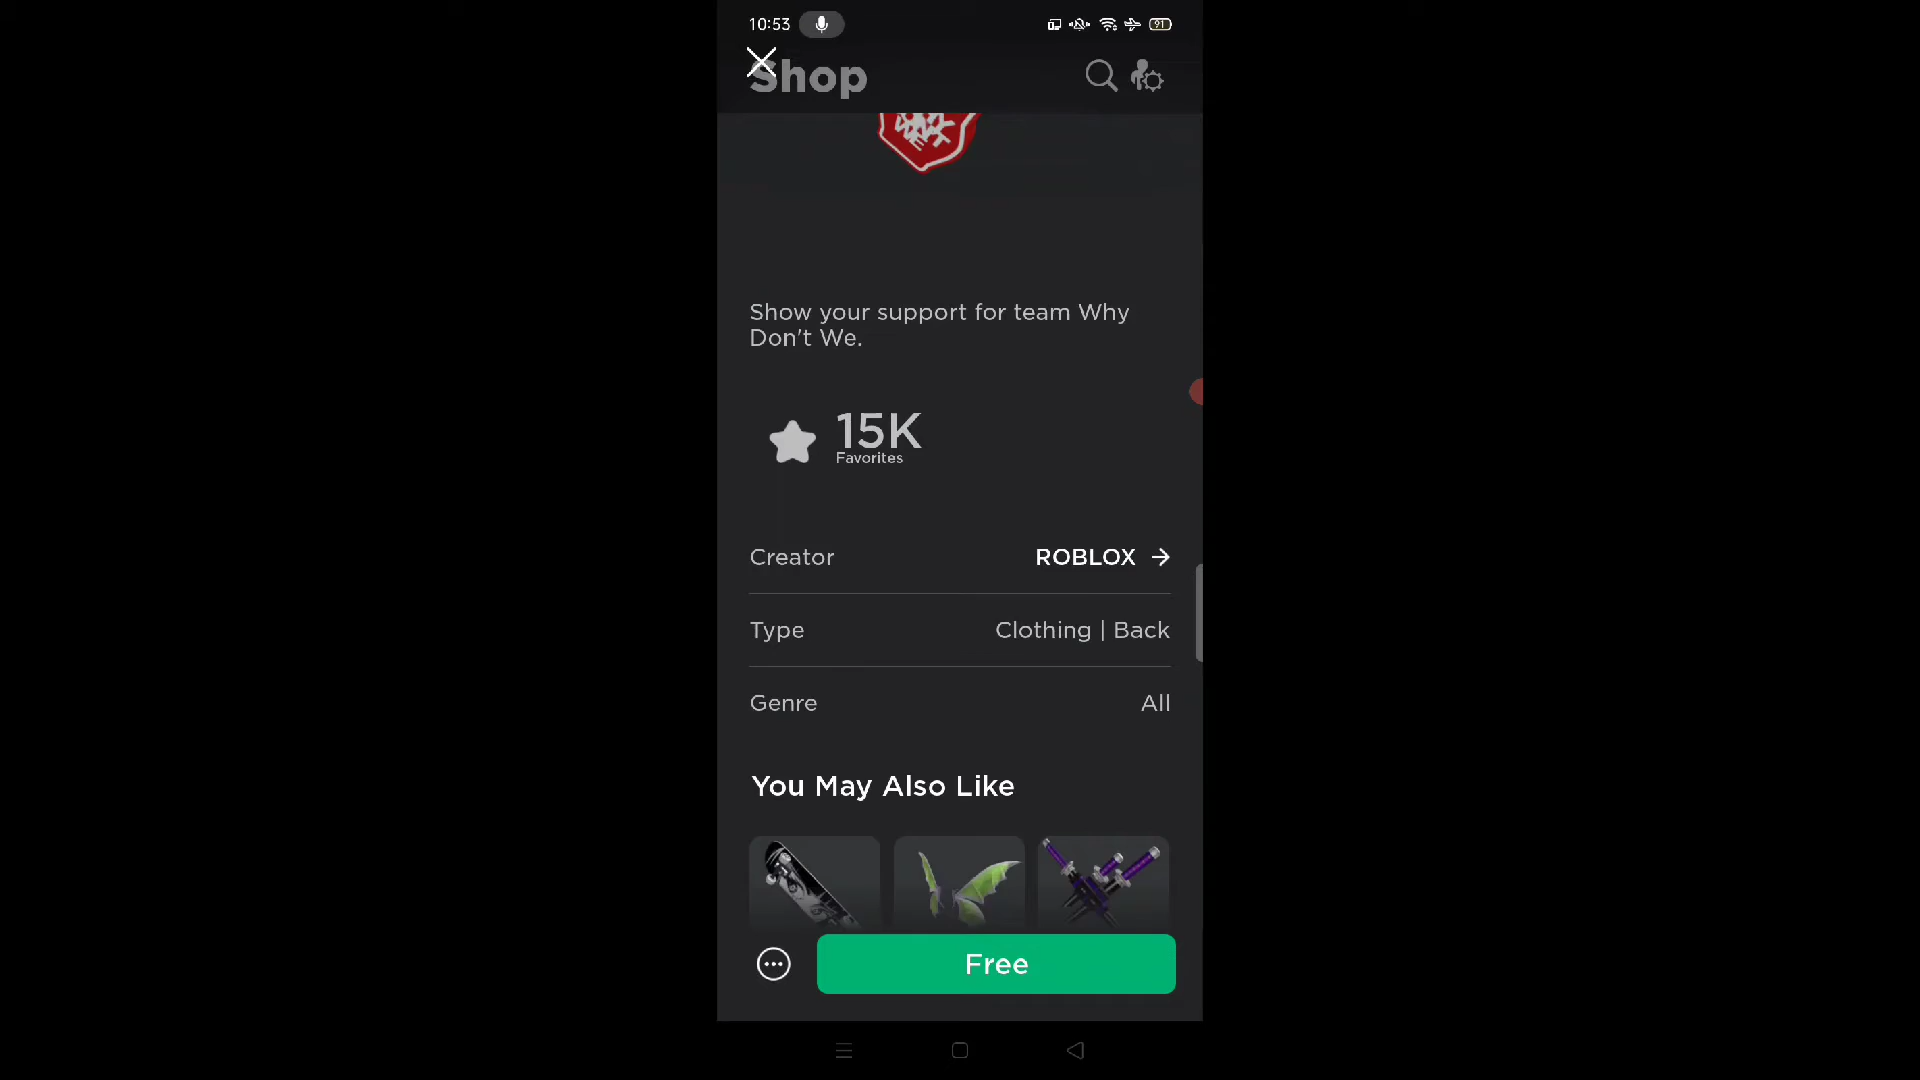 10:53
91
Shop
Show your support for team Why
Don't We.
15K
Favorites
Creator
ROBLOX
Type
Clothing | Back
Genre
All
You May Also Like
Free